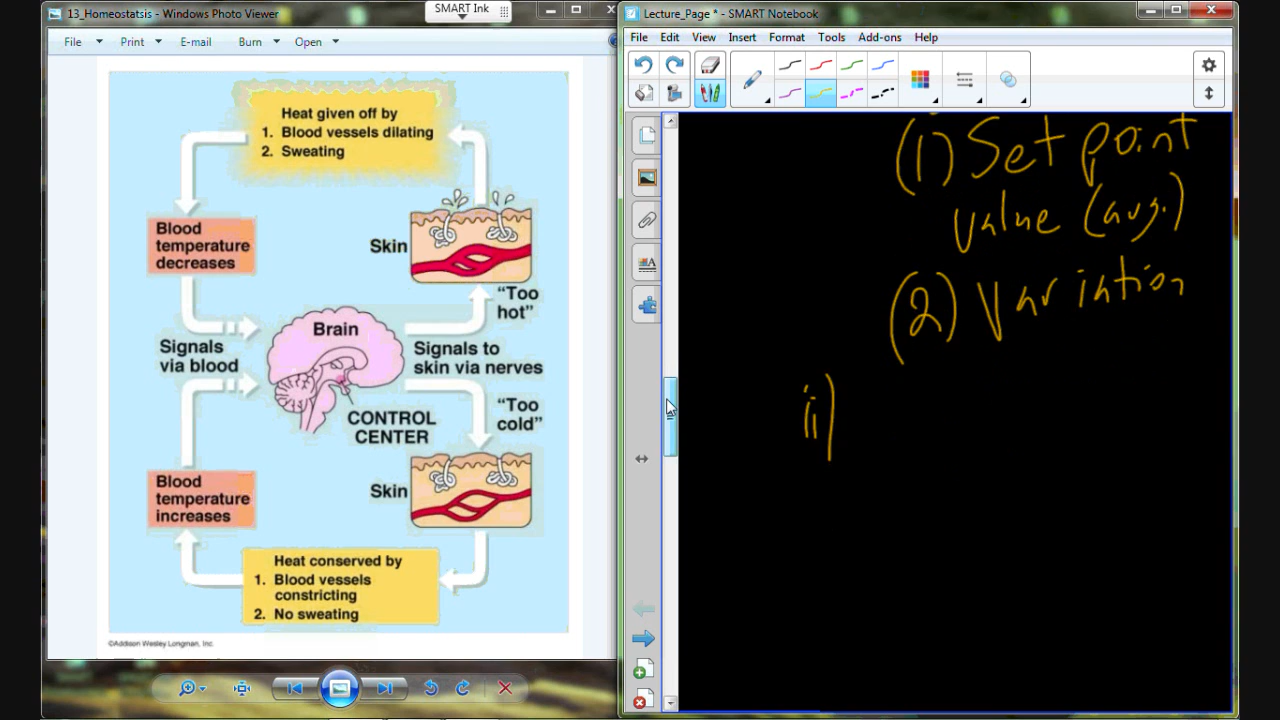 13_Homeostatsis - Windows Photo Viewer
SMART Ink
File Print E-mail Burn Open
Heat given off by
1. Blood vessels dilating
2. Sweating
Blood
temperature
decreases
Skin
"Too
hot"
Brain
Signals
via blood
Signals to
skin via nerves
CONTROL
CENTER
"Too
cold"
Skin
Blood
temperature
increases
Heat conserved by
1. Blood vessels
constricting
2. No sweating
©Addison Wesley Longman, Inc.
Lecture_Page * - SMART Notebook
File Edit View Insert Format Tools Add-ons Help
(1) Set point
value (avg.)
(2) Variation
ii)